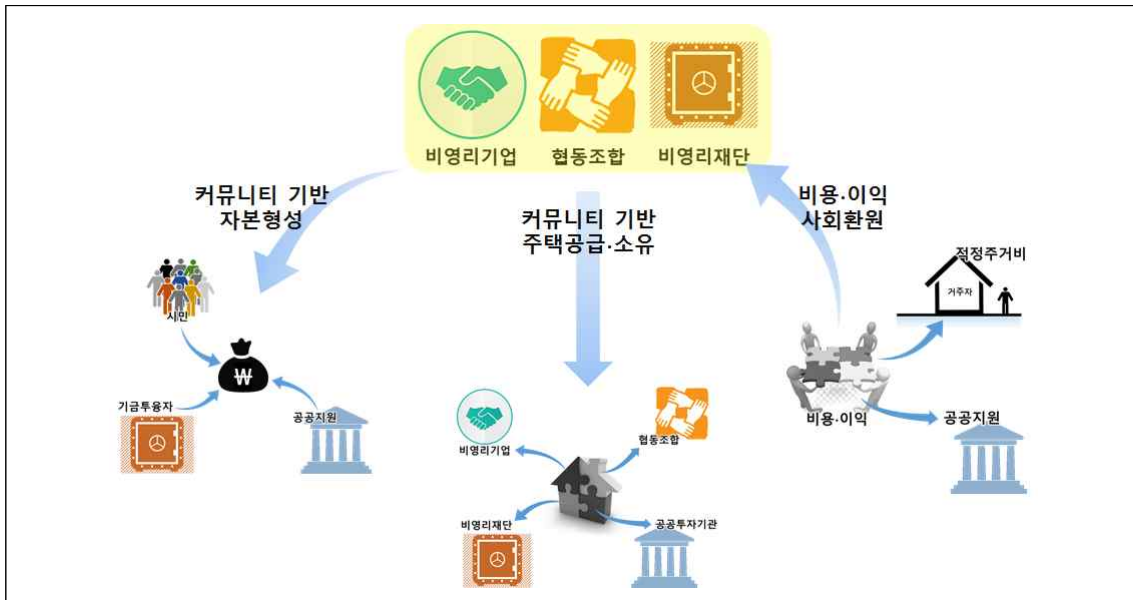 비영리기업
협동조합
비영리재단
커뮤니티 기반
자본형성
커뮤니티 기반
주택공급·소유
비용·이익
사회환원
시민
₩
기금투융자
공공지원
비영리기업
협동조합
비영리재단
공공투자기관
적정주거비
거주자
비용·이익
공공지원